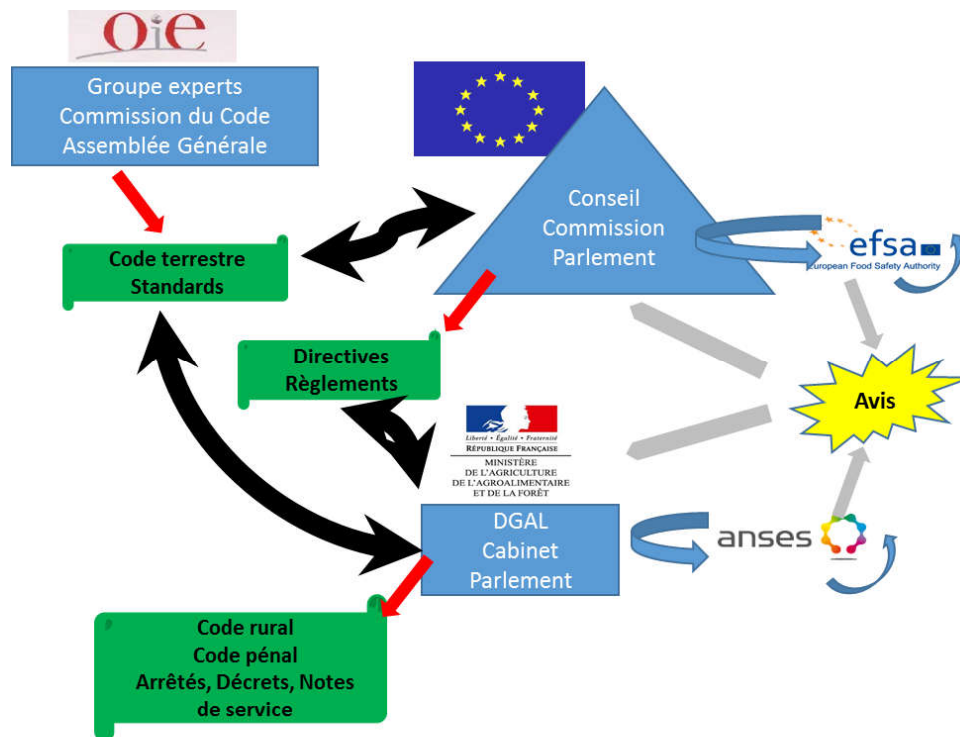 Oie
Groupe experts
Commission du Code
Assemblée Générale
Conseil
Commission
Parlement
efsa
European Food Safety Authority
Code terrestre
Standards
Directives
Règlements
Avis
Liberté • Égalité • Fraternité
RÉPUBLIQUE FRANÇAISE
MINISTÈRE
DE L'AGRICULTURE
DE L'AGROALIMENTAIRE
ET DE LA FORÊT
DGAL
Cabinet
Parlement
anses
Code rural
Code pénal
Arrêtés, Décrets, Notes
de service